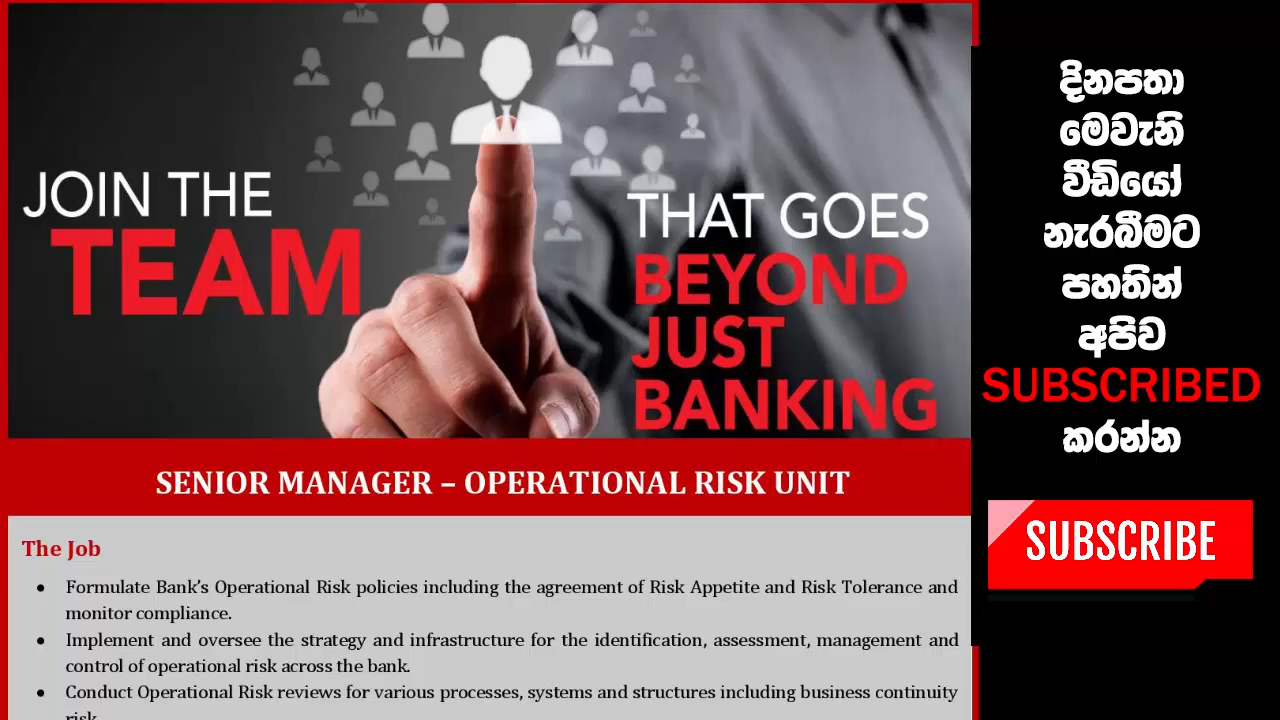 JOIN THE
TEAM
THAT GOES
BEYOND
JUST
BANKING
SENIOR MANAGER – OPERATIONAL RISK UNIT
The Job
● Formulate Bank's Operational Risk policies including the agreement of Risk Appetite and Risk Tolerance and
monitor compliance.
● Implement and oversee the strategy and infrastructure for the identification, assessment, management and
control of operational risk across the bank.
● Conduct Operational Risk reviews for various processes, systems and structures including business continuity
risk
දිනපතා
මෙවැනි
වීඩියෝ
නැරබීමට
පහතින්
අපිව
SUBSCRIBED
කරන්න
SUBSCRIBE